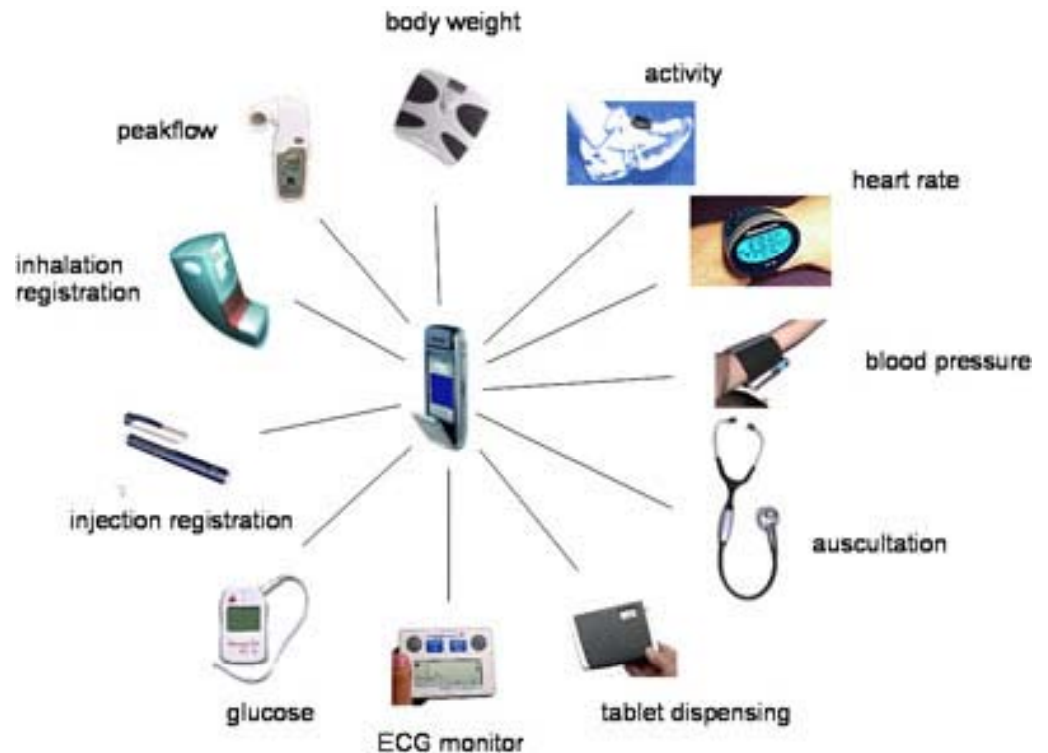 body weight
activity
peakflow
heart rate
inhalation
registration
blood pressure
injection registration
auscultation
glucose
tablet dispensing
ECG monitor